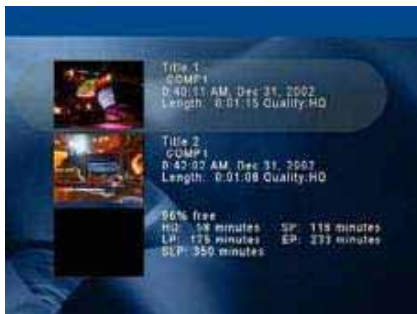 Title 1
COMP1
0:40:11 AM, Dec 31, 2002
Length: 0:01:15 Quality:HQ
Title 2
COMP1
0:42:02 AM, Dec 31, 2002
Length: 0:01:08 Quality:HQ
96% free
HQ: 58 minutes SP: 118 minutes
LP: 175 minutes EP: 233 minutes
SLP: 350 minutes